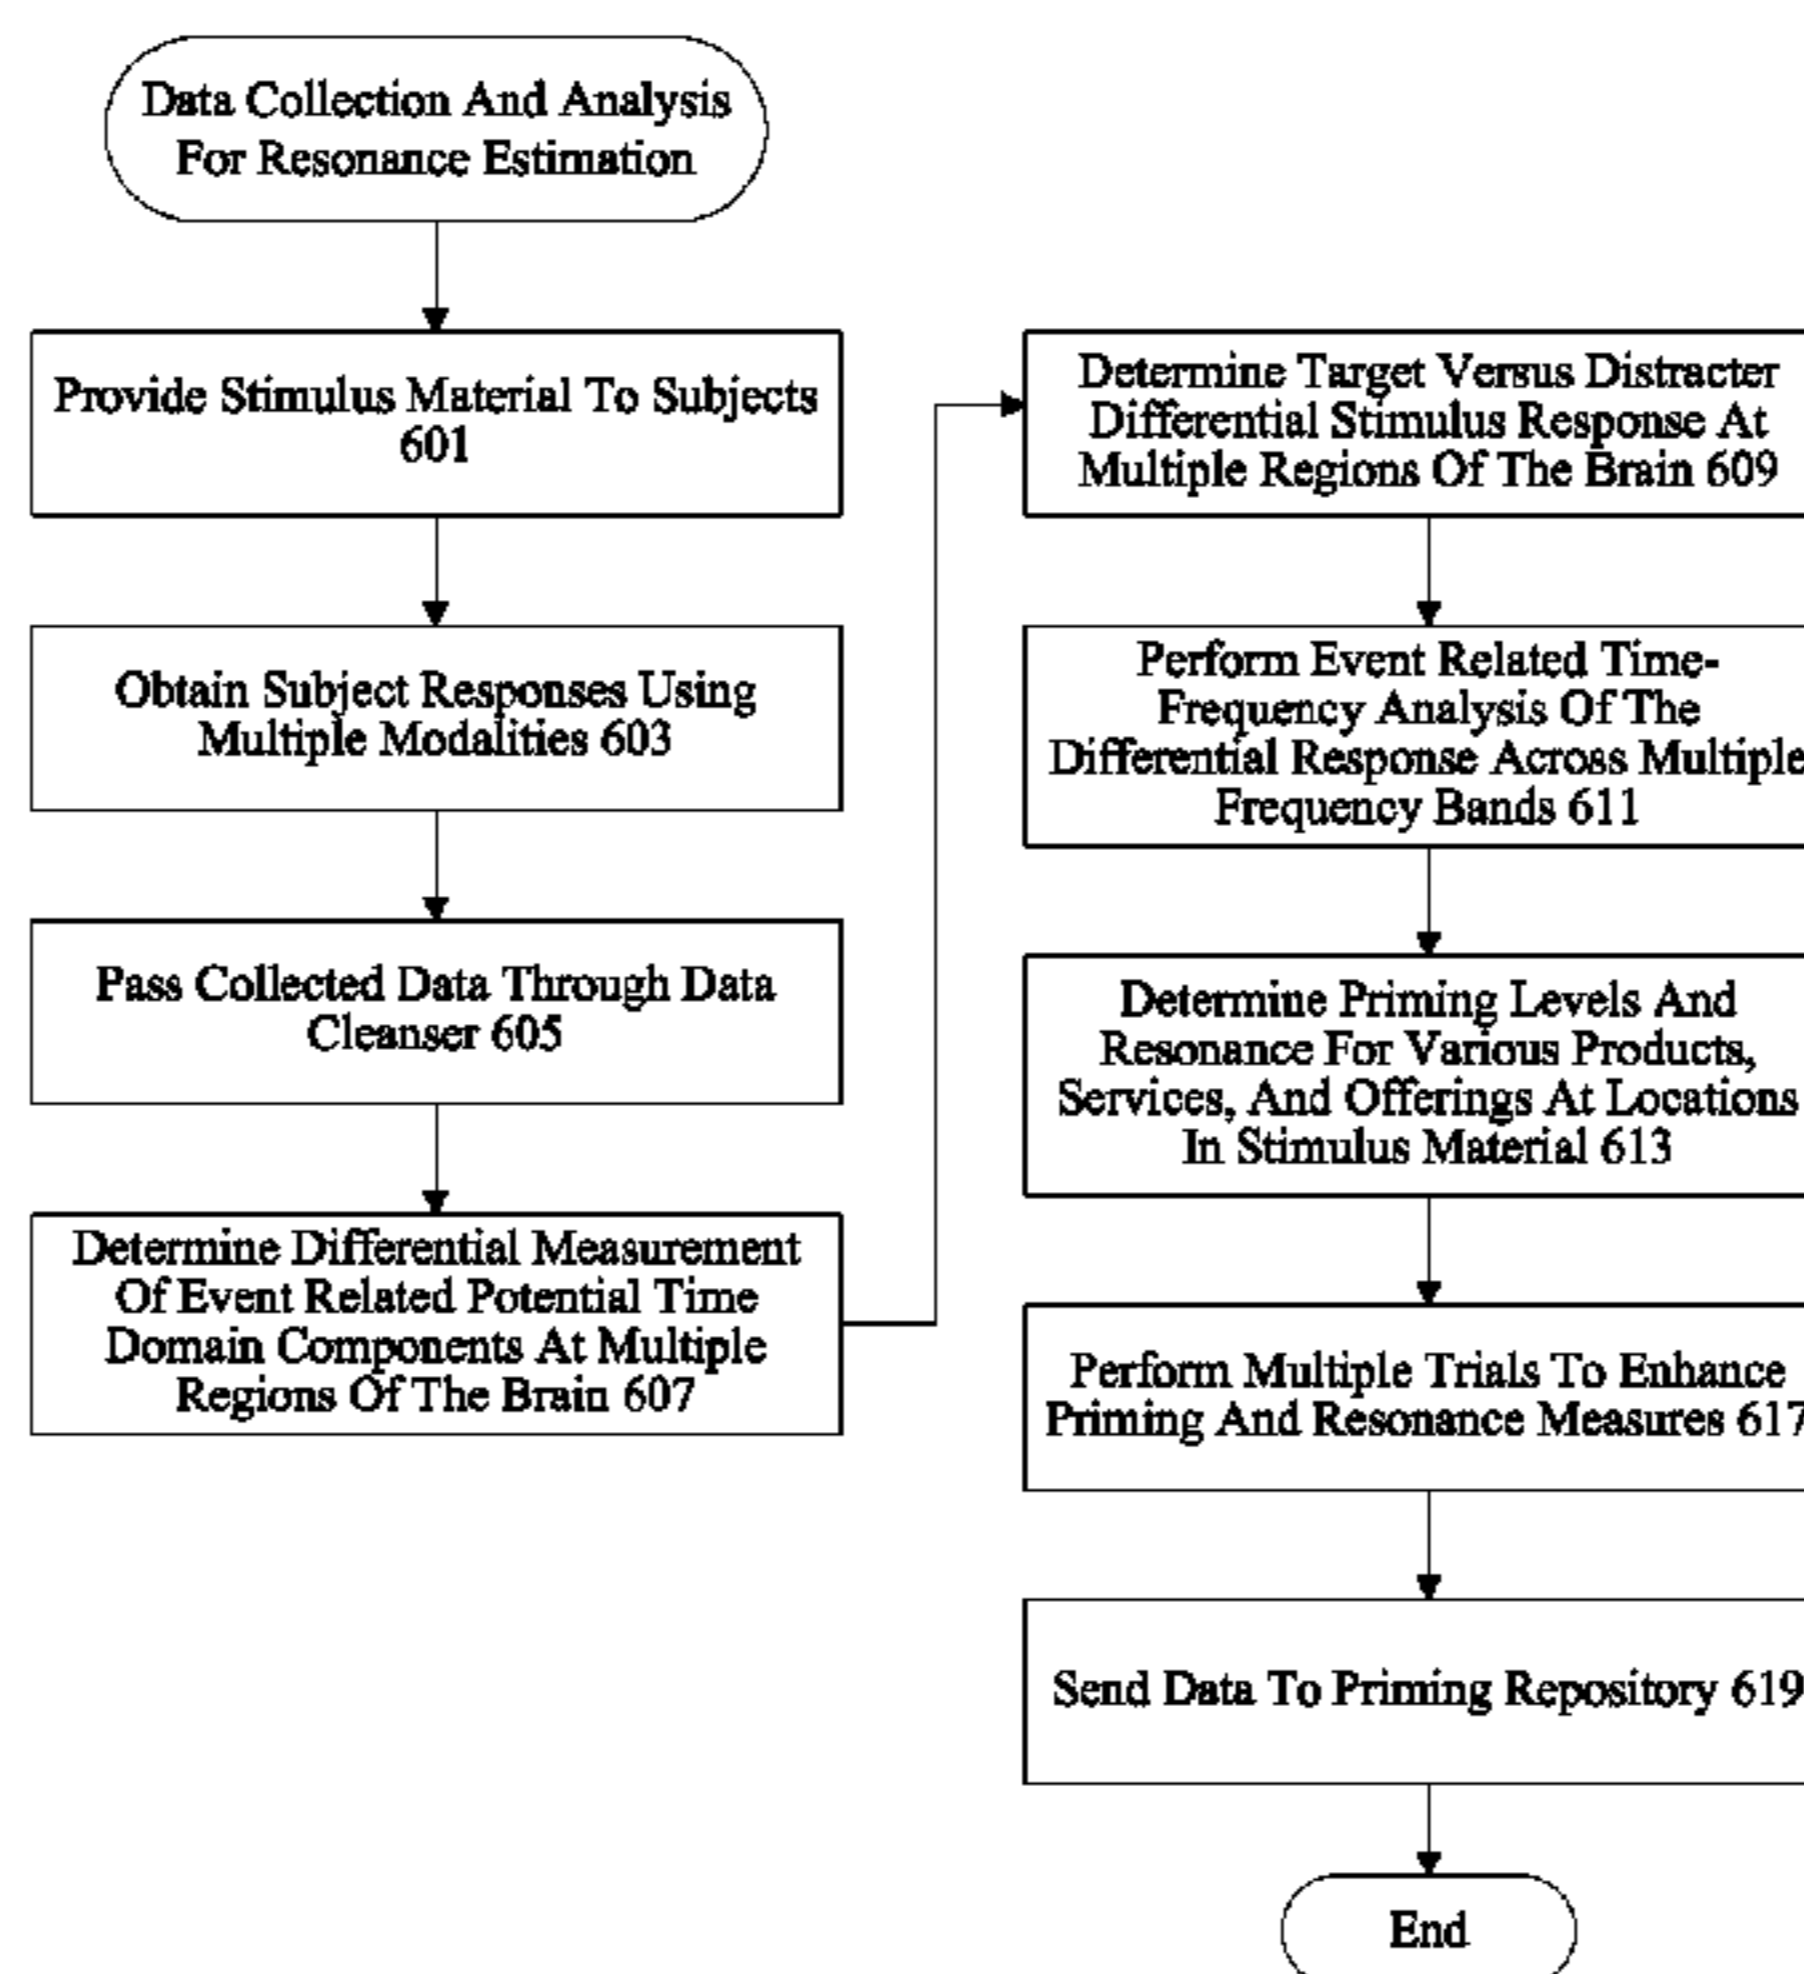 Data Collection And Analysis
For Resonance Estimation
Provide Stimulus Material To Subjects
601
Obtain Subject Responses Using
Multiple Modalities 603
Pass Collected Data Through Data
Cleanser 605
Determine Differential Measurement
Of Event Related Potential Time
Domain Components At Multiple
Regions Of The Brain 607
Determine Target Versus Distracter
Differential Stimulus Response At
Multiple Regions Of The Brain 609
Perform Event Related Time-
Frequency Analysis Of The
Differential Response Across Multiple
Frequency Bands 611
Determine Priming Levels And
Resonance For Various Products,
Services, And Offerings At Locations
In Stimulus Material 613
Perform Multiple Trials To Enhance
Priming And Resonance Measures 617
Send Data To Priming Repository 619
End